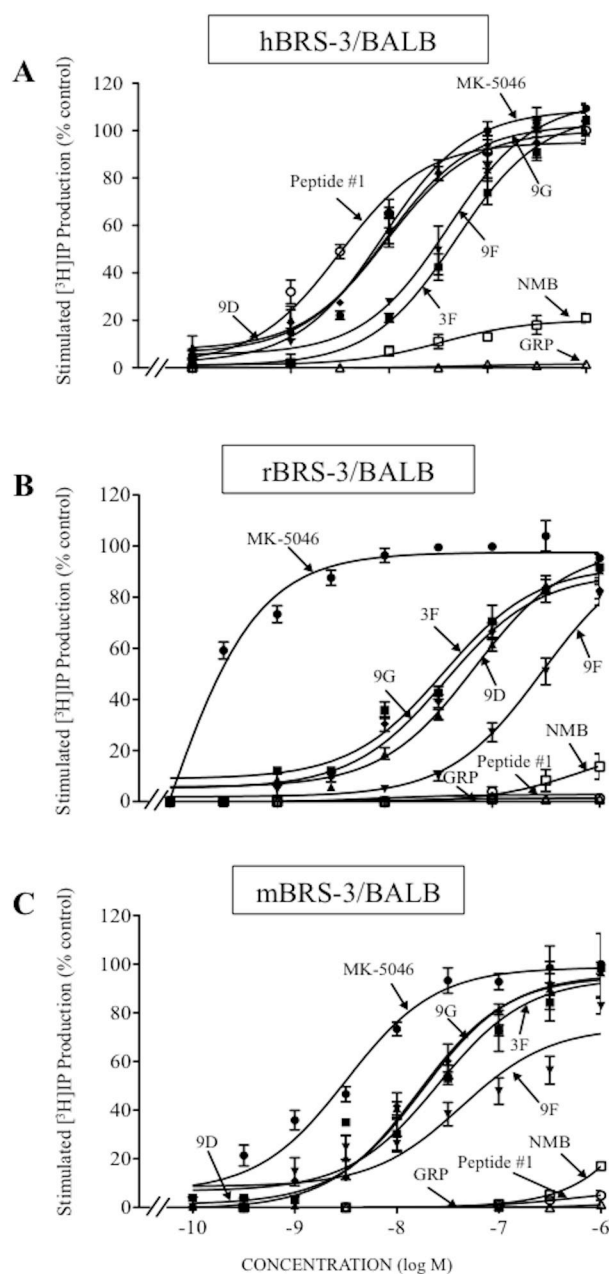 A
hBRS-3/BALB
Stimulated [³H]IP Production (% control)
120
100
80
60
40
20
0
MK-5046
Peptide #1
9G
9F
9D
3F
NMB
GRP
B
rBRS-3/BALB
Stimulated [³H]IP Production (% control)
120
100
80
60
40
20
0
MK-5046
3F
9G
9D
9F
NMB
Peptide #1
GRP
C
mBRS-3/BALB
Stimulated [³H]IP Production (% control)
120
100
80
60
40
20
0
MK-5046
9G
3F
9F
9D
NMB
Peptide #1
GRP
-10
-9
-8
-7
-6
CONCENTRATION (log M)